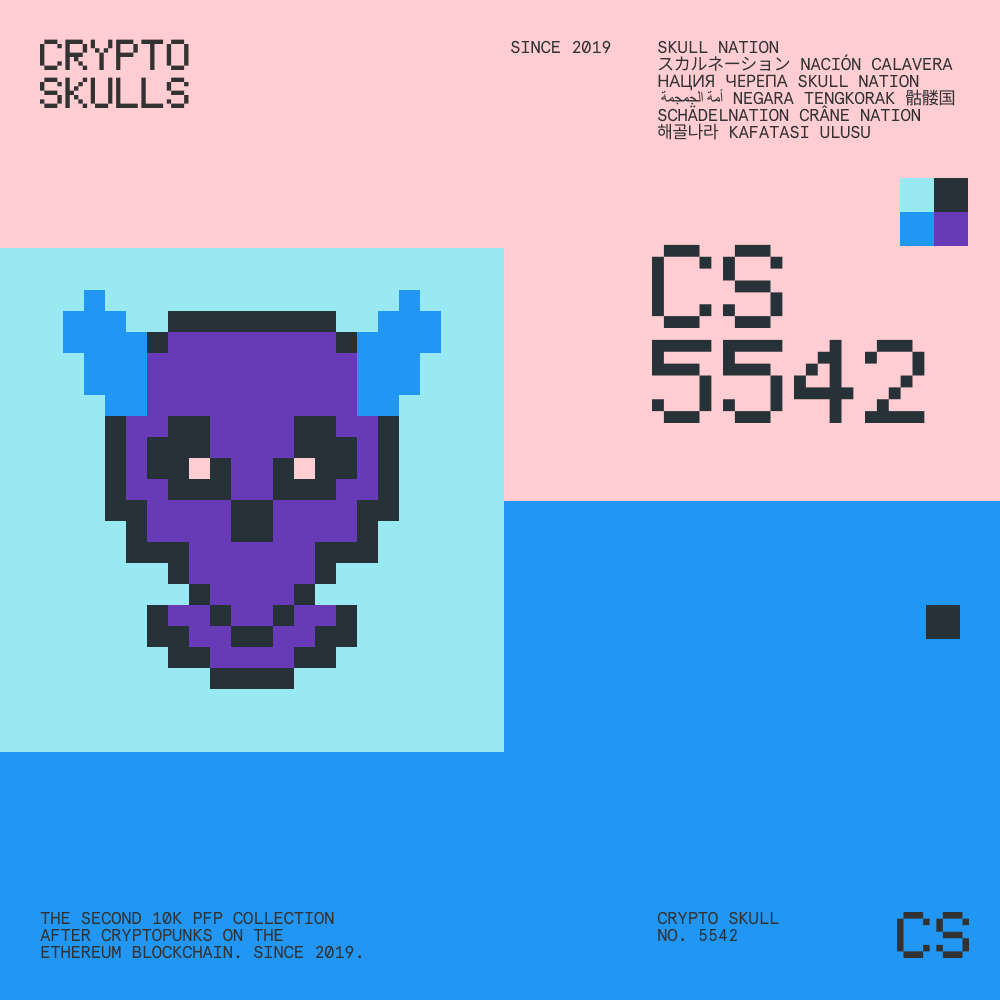 CRYPTO
SKULLS
SINCE 2019
SKULL NATION
スカルネーション NACIÓN CALAVERA
НАЦИЯ ЧЕРЕПА SKULL NATION
أمة الجمجمة NEGARA TENGKORAK 骷髅国
SCHÄDELNATION CRÂNE NATION
해골나라 KAFATASI ULUSU
CS
5542
THE SECOND 10K PFP COLLECTION
AFTER CRYPTOPUNKS ON THE
ETHEREUM BLOCKCHAIN. SINCE 2019.
CRYPTO SKULL
NO. 5542
CS